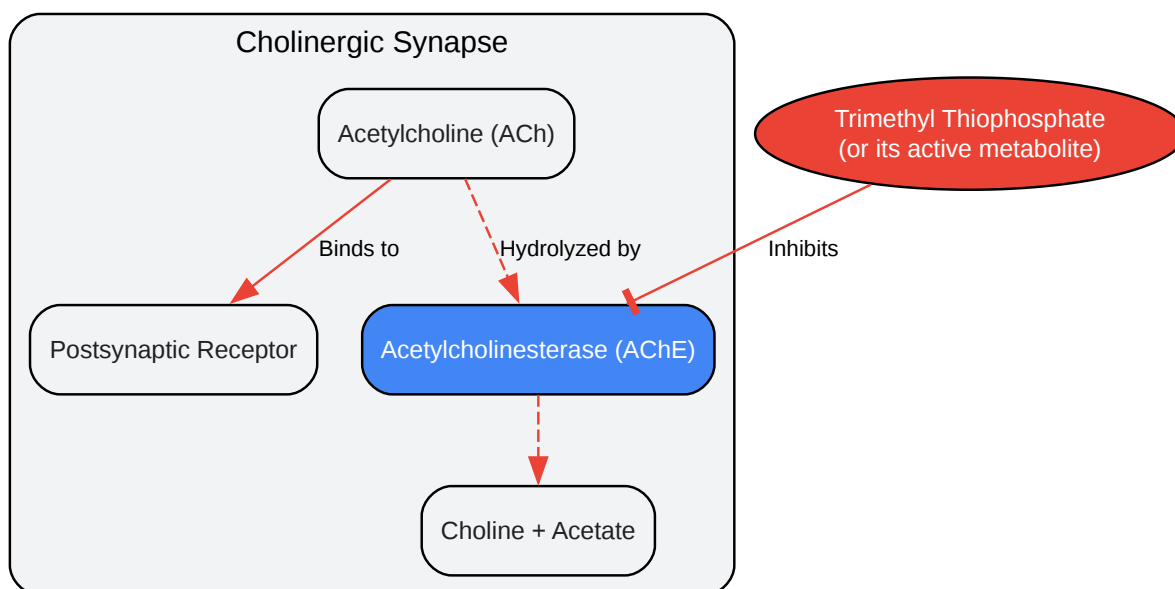 Cholinergic Synapse
Acetylcholine (ACh)
Trimethyl Thiophosphate
(or its active metabolite)
Binds to
Hydrolyzed by
Inhibits
Postsynaptic Receptor
Acetylcholinesterase (AChE)
Choline + Acetate